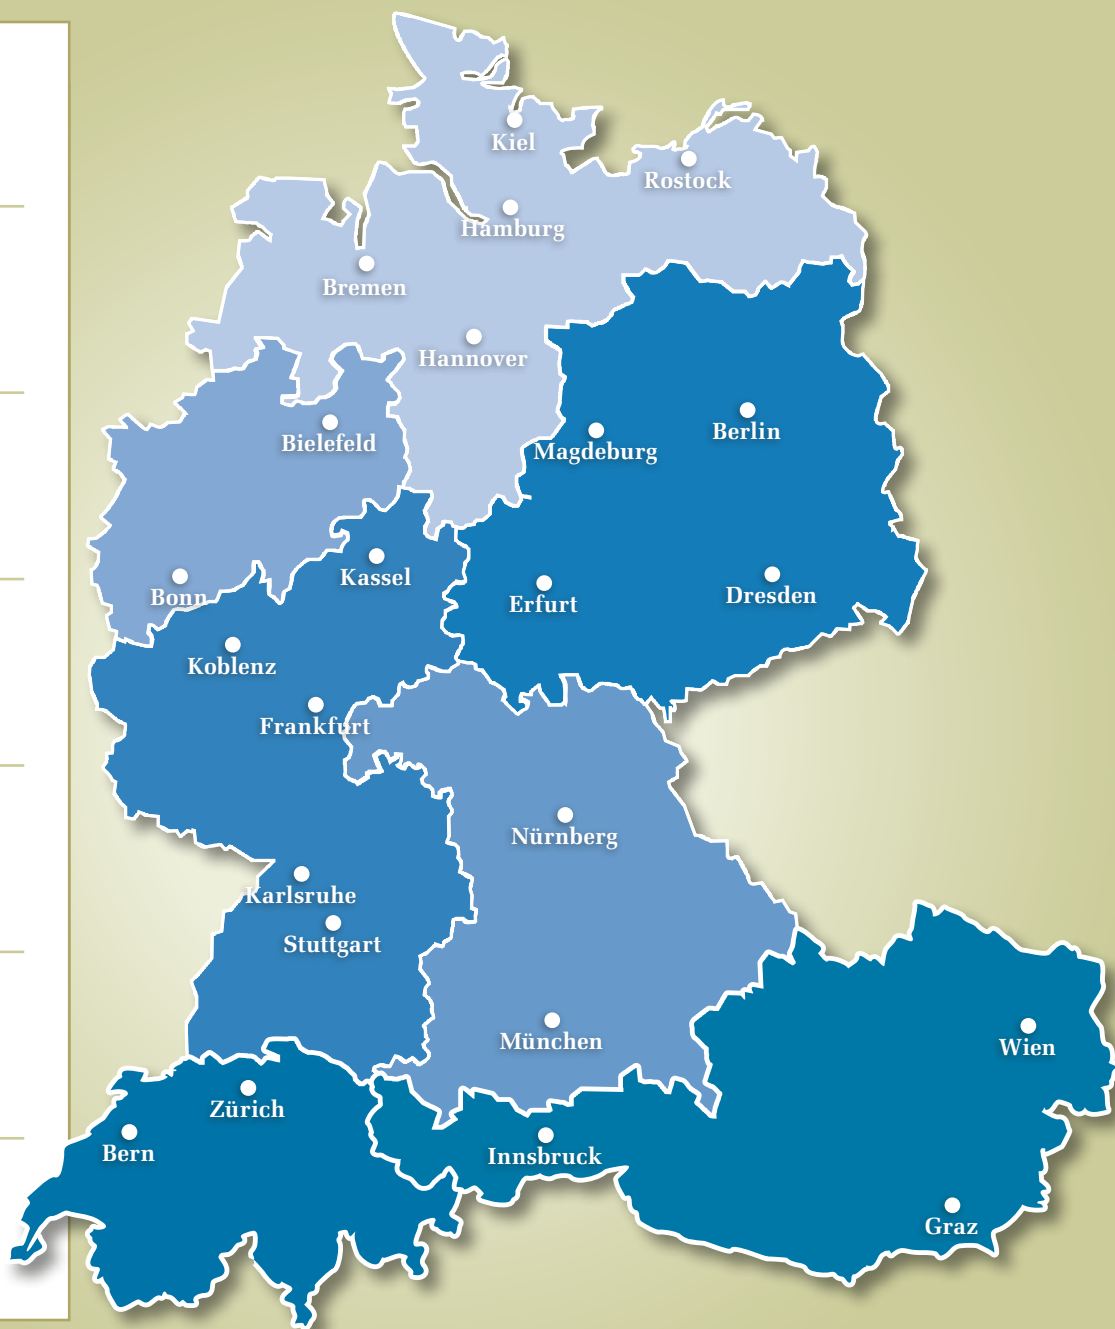 Kiel
Rostock
Hamburg
Bremen
Hannover
Berlin
Bielefeld
Magdeburg
Kassel
Dresden
Bonn
Erfurt
Koblenz
Frankfurt
Nürnberg
Karlsruhe
Stuttgart
München
Wien
Zürich
Bern
Innsbruck
Graz